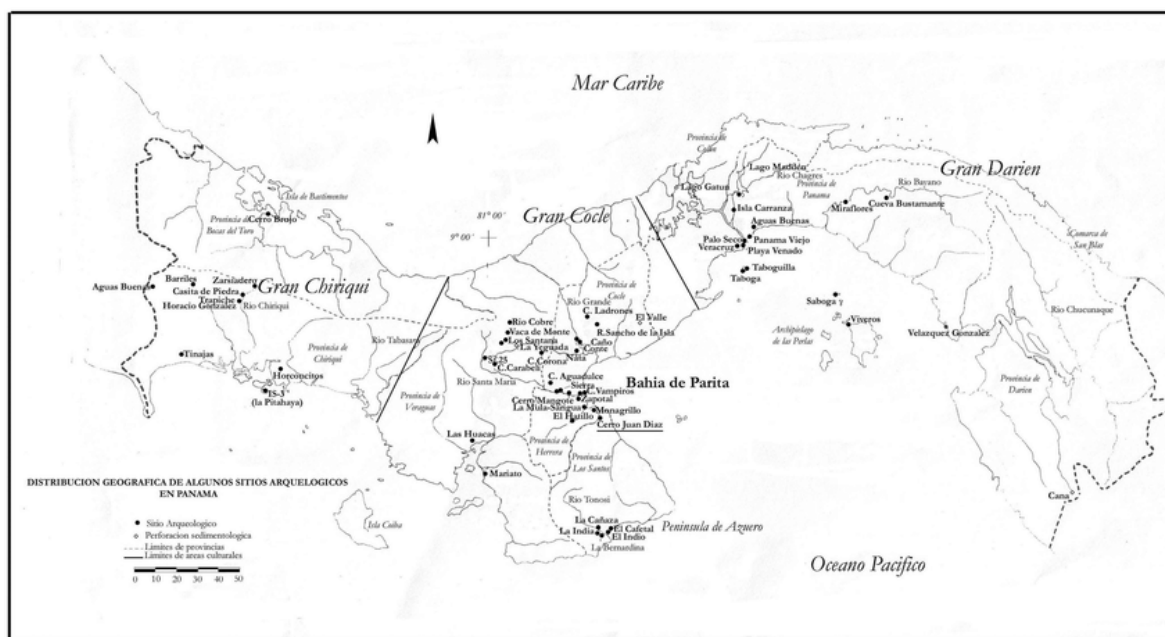 Mar Caribe
Gran Darien
Gran Cocle
Gran Chiriqui
Provincia de
Colon
Lago Madden
Rio Chagres
Provincia de
Panama
Rio Bayano
Lago Gatun
Isla Carranza
Aguas Buenas
Miraflores
Cueva Bustamante
Palo Seco
Panama Viejo
Veracruz
Playa Venado
Comarca de
San Blas
Taboguilla
Taboga
Saboga
Viveros
Archipielago
de las Perlas
Velazquez Gonzalez
Rio Chucunaque
Provincia de
Darien
Cana
Isla de Bastimentos
Provincia de
Bocas del Toro
Cerro Brujo
81° 00´
9° 00´
Aguas Buenas
Barriles
Zarsiadero
Casita de Piedra
Trapiche
Horacio Gonzalez
Rio Chiriqui
Tinajas
Provincia de
Chiriqui
Horconcitos
IS-3
(la Pitahaya)
Rio Tabasara
Rio Grande
Provincia de
Cocle
C. Ladrones
El Valle
R.Sancho de la Isla
Rio Cobre
Vaca de Monte
Los Santana
La Yeguada
Caño
Conte
Nata
C.Corona
C. Carabea
C. Aguadulce
Rio Santa Maria
Sierra
C. Vampiros
Cerro Mangote
Zapotal
La Mula-Sarigua
Monagrillo
El Hatillo
Cerro Juan Diaz
Bahia de Parita
Provincia de
Veraguas
Las Huacas
Mariato
Provincia de
Herrera
Provincia de
Los Santos
Rio Tonosi
La Cañaza
La India
El Cafetal
El Indio
La Bernardina
Peninsula de Azuero
Isla Coiba
Oceano Pacifico
DISTRIBUCION GEOGRAFICA DE ALGUNOS SITIOS ARQUELOGICOS
EN PANAMA
Sitio Arqueologico
Perforacion sedimentologica
Limites de provincias
Limites de áreas culturales
0 10 20 30 40 50